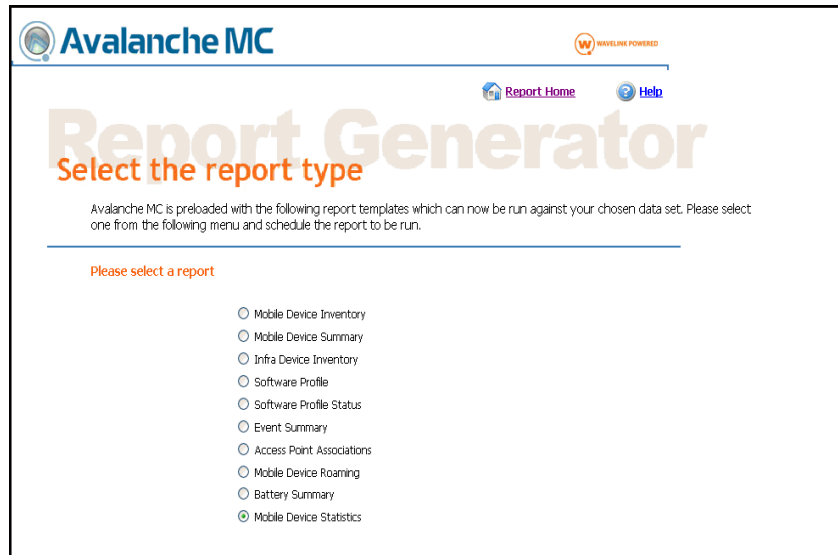 Avalanche MC
WAVELINK POWERED
Report Home
Help
Report Generator
Select the report type
Avalanche MC is preloaded with the following report templates which can now be run against your chosen data set. Please select
one from the following menu and schedule the report to be run.
Please select a report
Mobile Device Inventory
Mobile Device Summary
Infra Device Inventory
Software Profile
Software Profile Status
Event Summary
Access Point Associations
Mobile Device Roaming
Battery Summary
Mobile Device Statistics